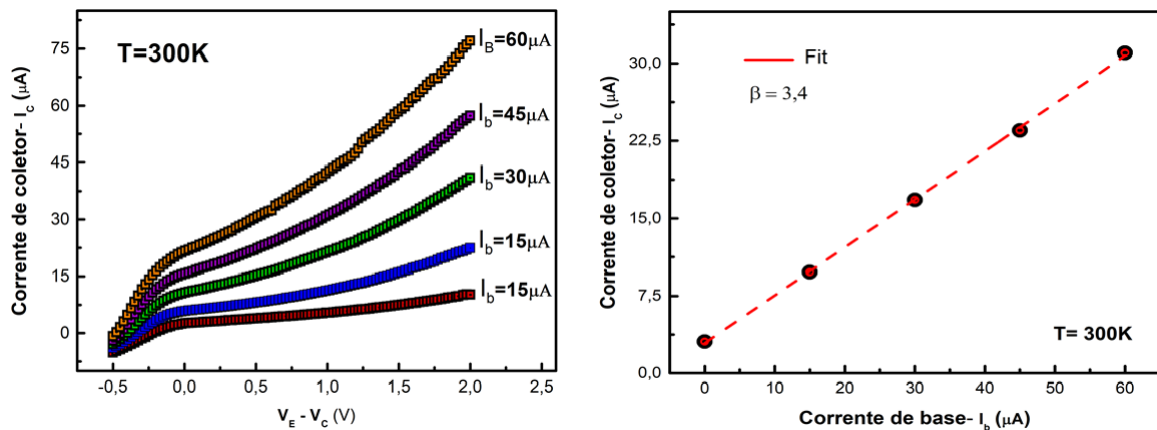 T=300K
I_B=60μA
I_b=45μA
I_b=30μA
I_b=15μA
I_b=15μA
Corrente de coletor- I_c (μA)
75
60
45
30
15
0
-0,5 0,0 0,5 1,0 1,5 2,0 2,5
V_E - V_C (V)
Fit
β = 3,4
T= 300K
Corrente de coletor- I_c (μA)
30,0
22,5
15,0
7,5
0,0
0 10 20 30 40 50 60
Corrente de base- I_b (μA)